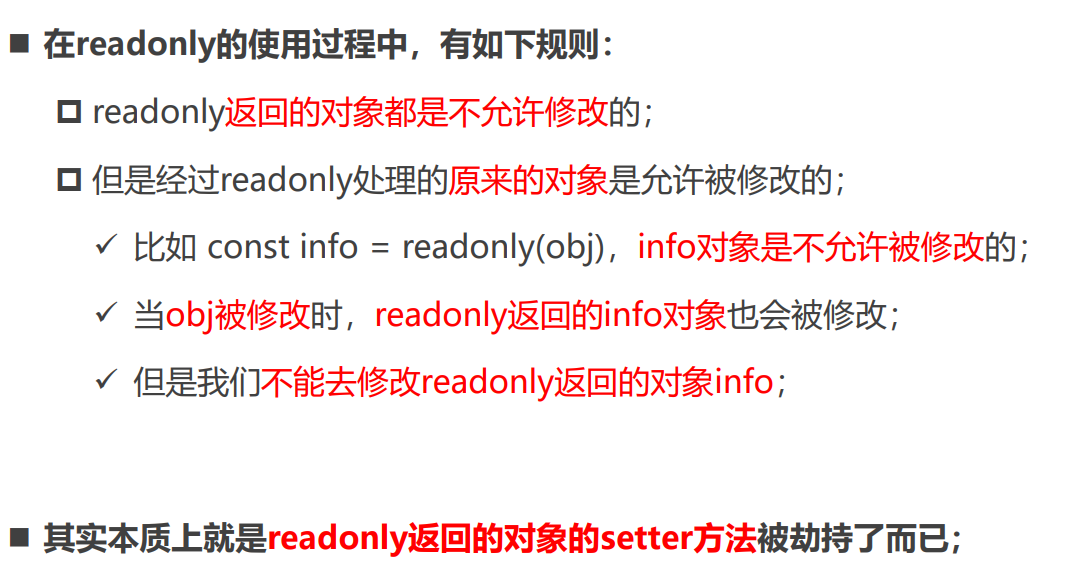 ■ 在readonly的使用过程中，有如下规则：
readonly返回的对象都是不允许修改的；
但是经过readonly处理的原来的对象是允许被修改的；
✓ 比如 const info = readonly(obj)，info对象是不允许被修改的；
✓ 当obj被修改时，readonly返回的info对象也会被修改；
✓ 但是我们不能去修改readonly返回的对象info；
■ 其实本质上就是readonly返回的对象的setter方法被劫持了而已；